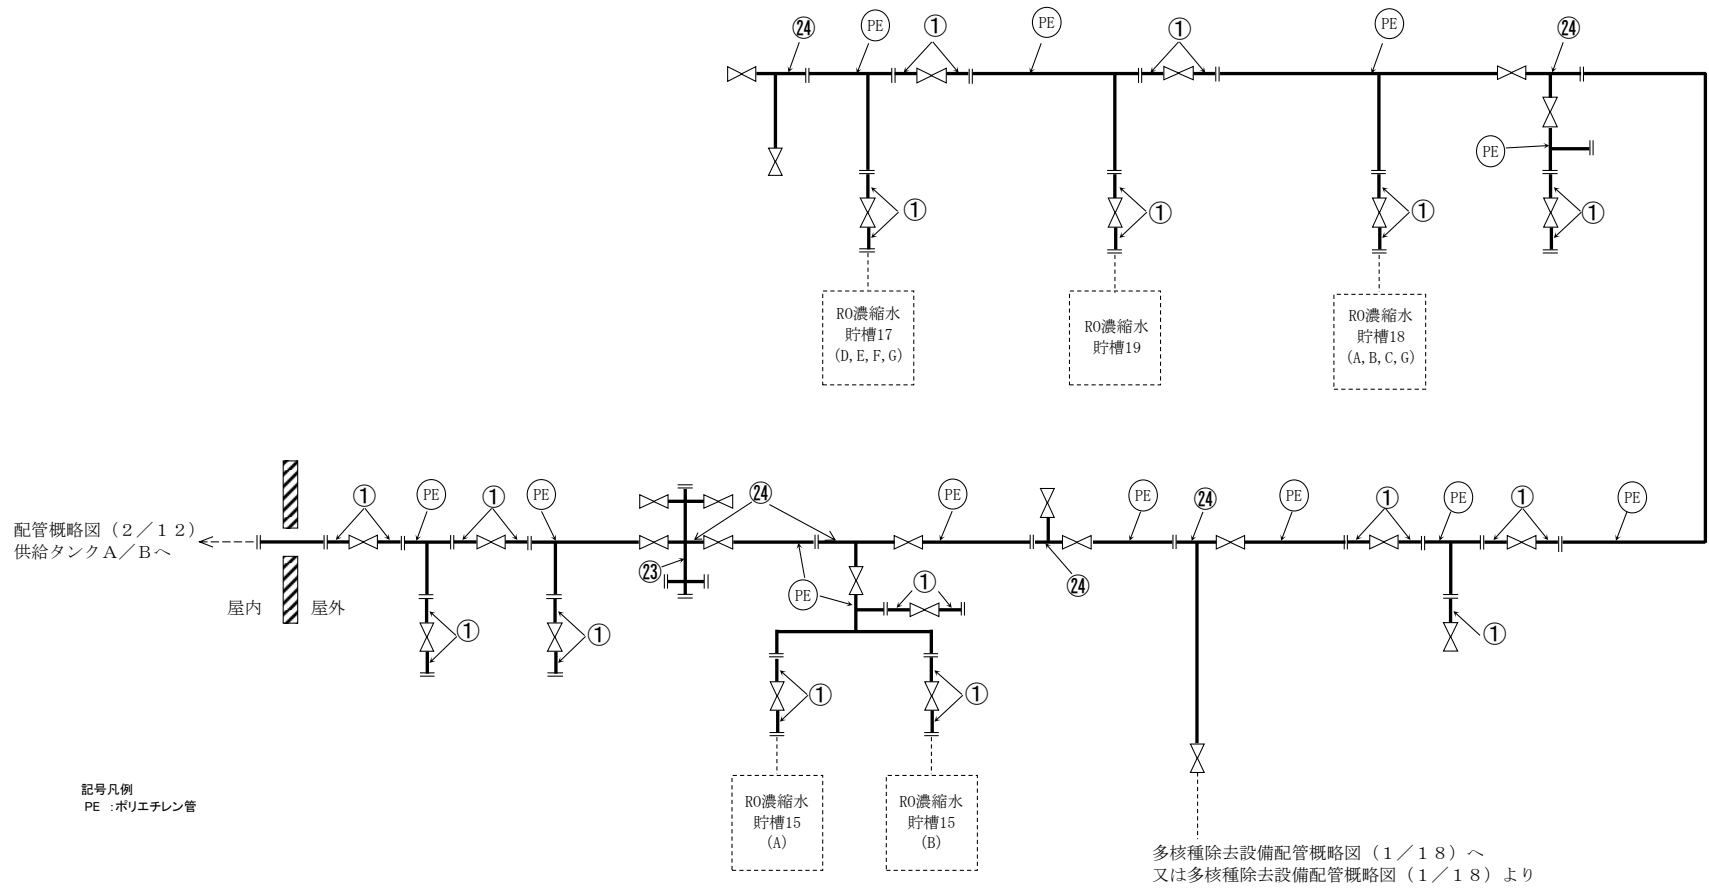 ㉔ PE ① PE ① PE ㉔
PE
① ① ① ①
RO濃縮水
貯槽17
(D,E,F,G)
RO濃縮水
貯槽19
RO濃縮水
貯槽18
(A,B,C,G)
① PE ① PE ㉔ PE PE ㉔ PE ① PE ① PE
配管概略図（２／１２）
供給タンクＡ／Ｂへ
㉓ PE ① ㉔
屋内 屋外
① ① ①
① ①
RO濃縮水
貯槽15
(A)
RO濃縮水
貯槽15
(B)
記号凡例
PE ：ポリエチレン管
多核種除去設備配管概略図（１／１８）へ
又は多核種除去設備配管概略図（１／１８）より